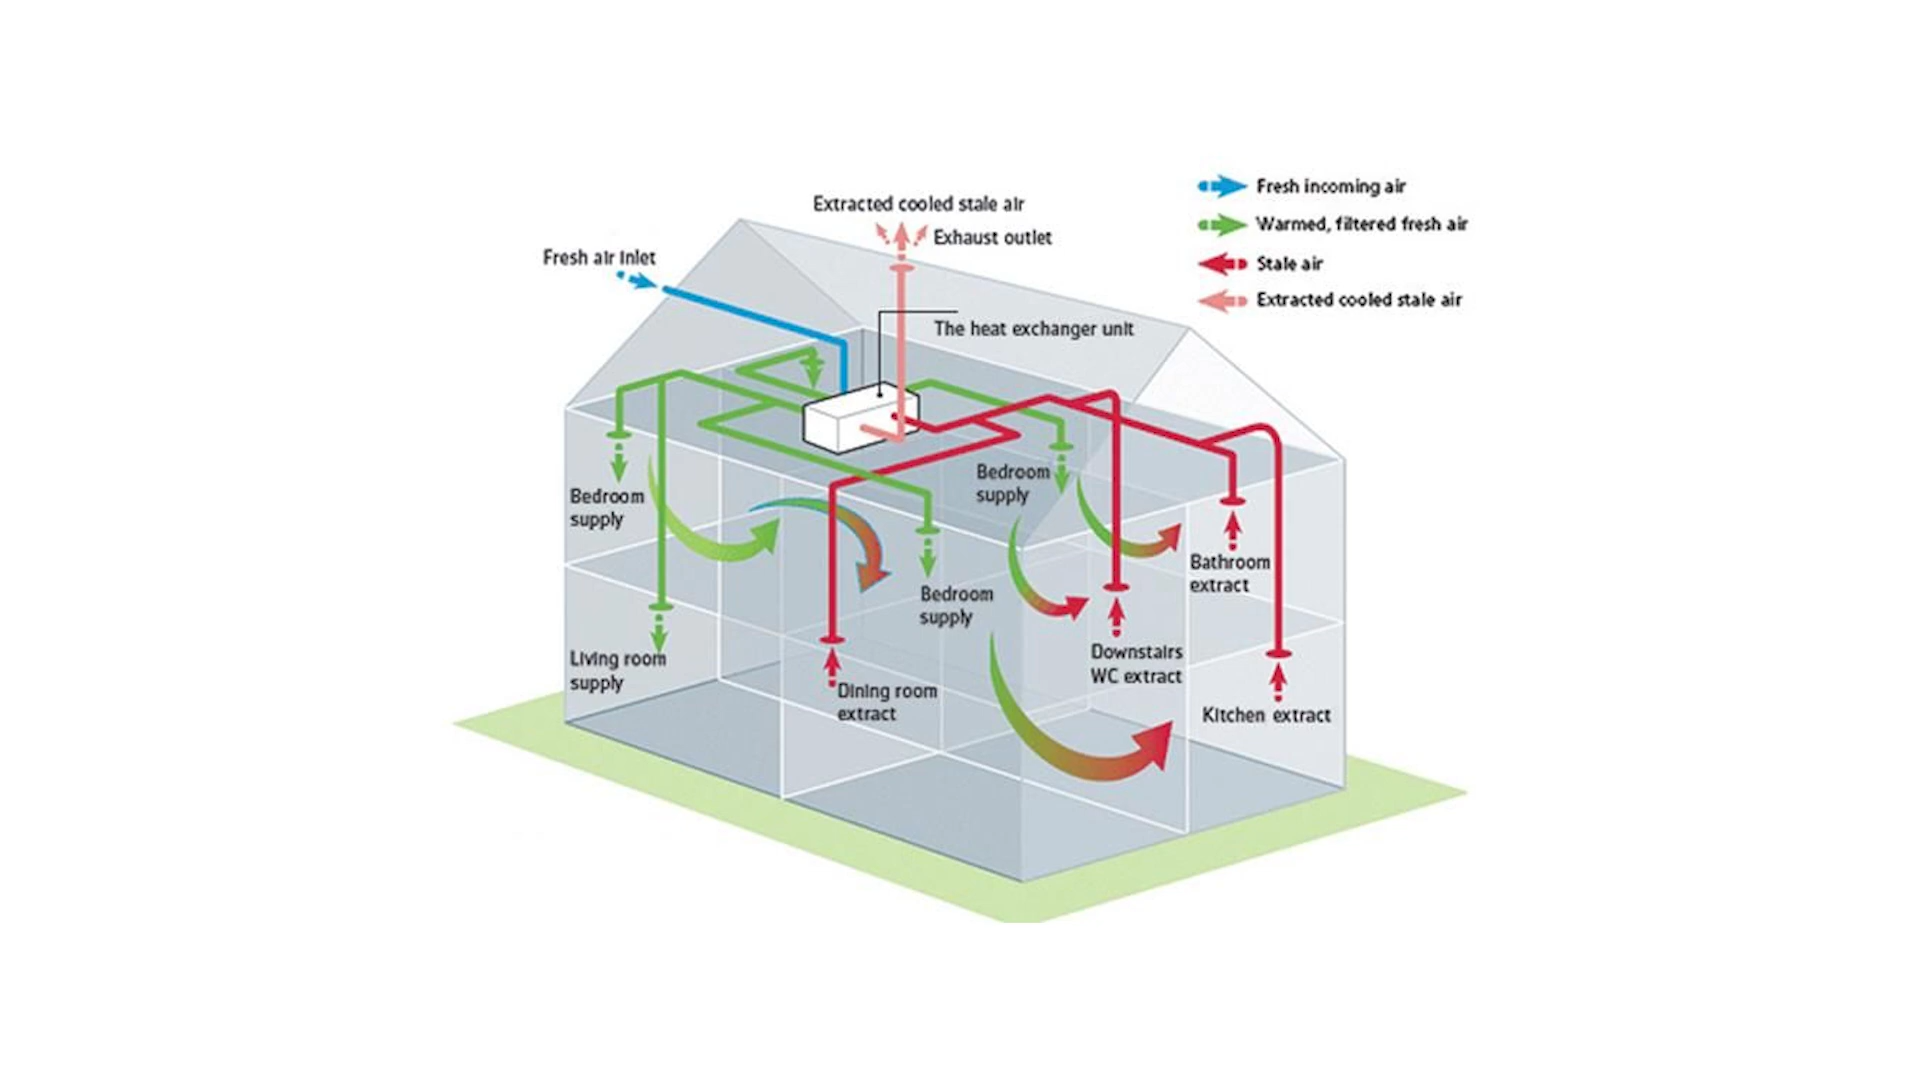 Extracted cooled stale air
Exhaust outlet
Fresh air inlet
The heat exchanger unit
Fresh incoming air
Warmed, filtered fresh air
Stale air
Extracted cooled stale air
Bedroom
supply
Bedroom
supply
Bedroom
supply
Living room
supply
Dining room
extract
Downstairs
WC extract
Bathroom
extract
Kitchen extract